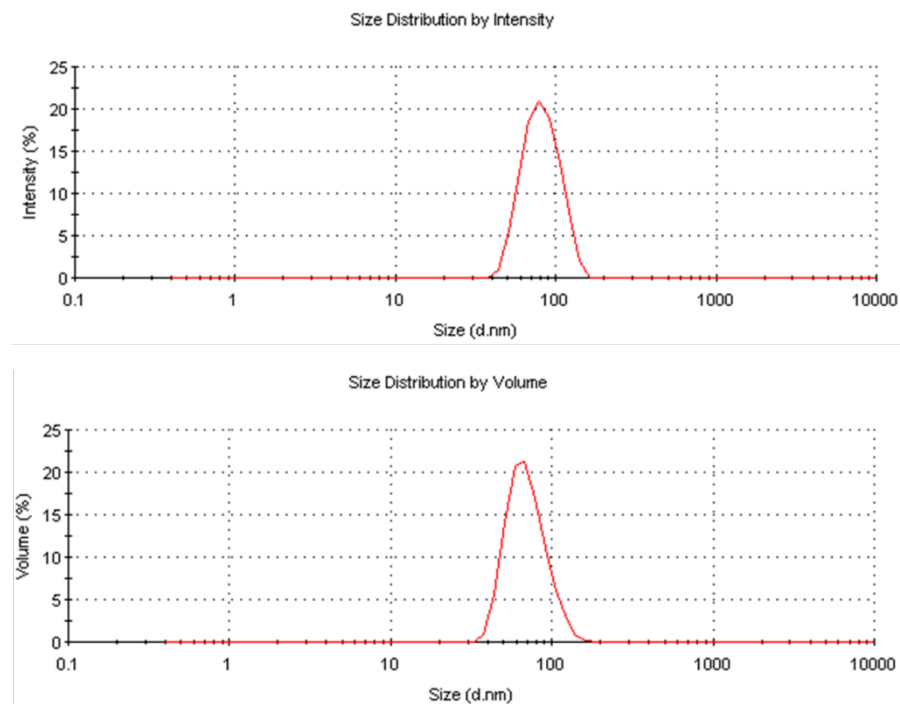 Size Distribution by Intensity
25
20
15
10
5
0
Intensity (%)
0.1 1 10 100 1000 10000
Size (d.nm)
Size Distribution by Volume
25
20
15
10
5
0
Volume (%)
0.1 1 10 100 1000 10000
Size (d.nm)